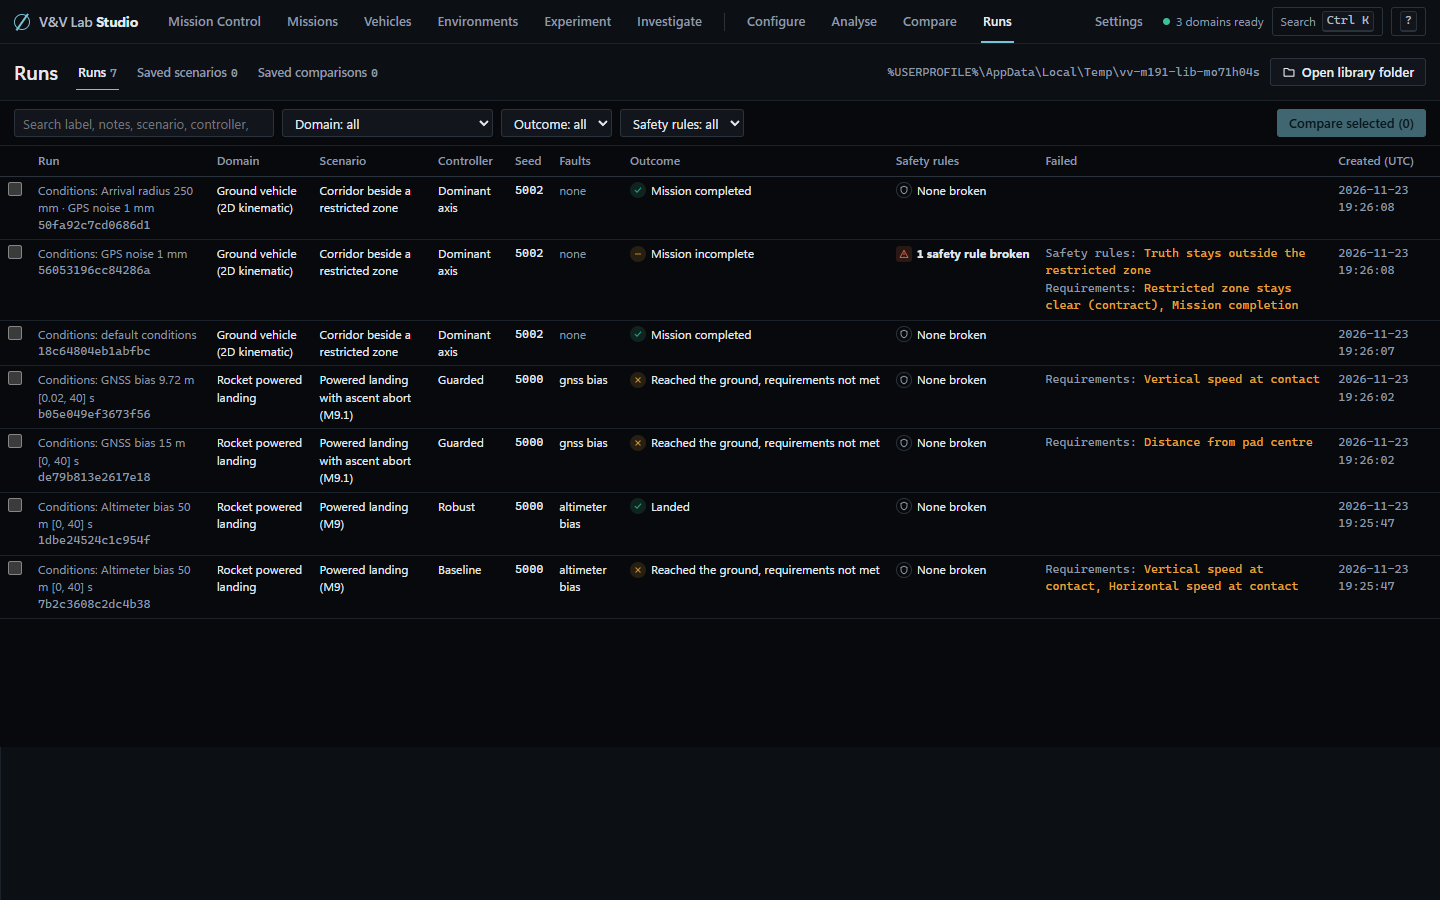 V&V Lab Studio Mission Control Missions Vehicles Environments Experiment Investigate Configure Analyse Compare Runs Settings 3 domains ready Search Ctrl K ?
Runs Runs 7 Saved scenarios 0 Saved comparisons 0 %USERPROFILE%\AppData\Local\Temp\vv-m191-lib-mo71h04s Open library folder
Search label, notes, scenario, controller, Domain: all Outcome: all Safety rules: all Compare selected (0)
Run Domain Scenario Controller Seed Faults Outcome Safety rules Failed Created (UTC)
Conditions: Arrival radius 250 Ground vehicle Corridor beside a Dominant 5002 none Mission completed None broken 2026-11-23
mm · GPS noise 1 mm (2D kinematic) restricted zone axis 19:26:08
50fa92c7cd0686d1
Conditions: GPS noise 1 mm Ground vehicle Corridor beside a Dominant 5002 none Mission incomplete 1 safety rule broken Safety rules: Truth stays outside the 2026-11-23
56053196cc84286a (2D kinematic) restricted zone axis restricted zone 19:26:08
Requirements: Restricted zone stays
clear (contract), Mission completion
Conditions: default conditions Ground vehicle Corridor beside a Dominant 5002 none Mission completed None broken 2026-11-23
18c64804eb1abfbc (2D kinematic) restricted zone axis 19:26:07
Conditions: GNSS bias 9.72 m Rocket powered Powered landing Guarded 5000 gnss bias Reached the ground, requirements not met None broken Requirements: Vertical speed at contact 2026-11-23
[0.02, 40] s landing with ascent abort 19:26:02
b05e049ef3673f56 (M9.1)
Conditions: GNSS bias 15 m Rocket powered Powered landing Guarded 5000 gnss bias Reached the ground, requirements not met None broken Requirements: Distance from pad centre 2026-11-23
[0, 40] s landing with ascent abort 19:26:02
de79b813e2617e18 (M9.1)
Conditions: Altimeter bias 50 Rocket powered Powered landing Robust 5000 altimeter Landed None broken 2026-11-23
m [0, 40] s landing (M9) bias 19:25:47
1dbe24524c1c954f
Conditions: Altimeter bias 50 Rocket powered Powered landing Baseline 5000 altimeter Reached the ground, requirements not met None broken Requirements: Vertical speed at 2026-11-23
m [0, 40] s landing (M9) bias contact, Horizontal speed at contact 19:25:47
7b2c3608c2dc4b38